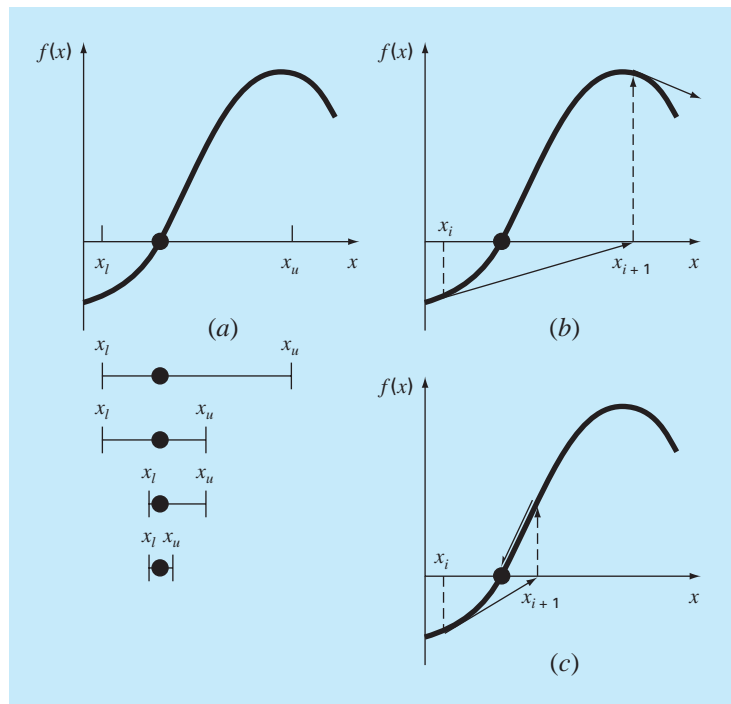 f(x)
x_l
x_u
x
(a)
x_l
x_u
x_l
x_u
x_l
x_u
x_l x_u
f(x)
x_i
x_{i+1}
x
(b)
f(x)
x_i
x_{i+1}
x
(c)